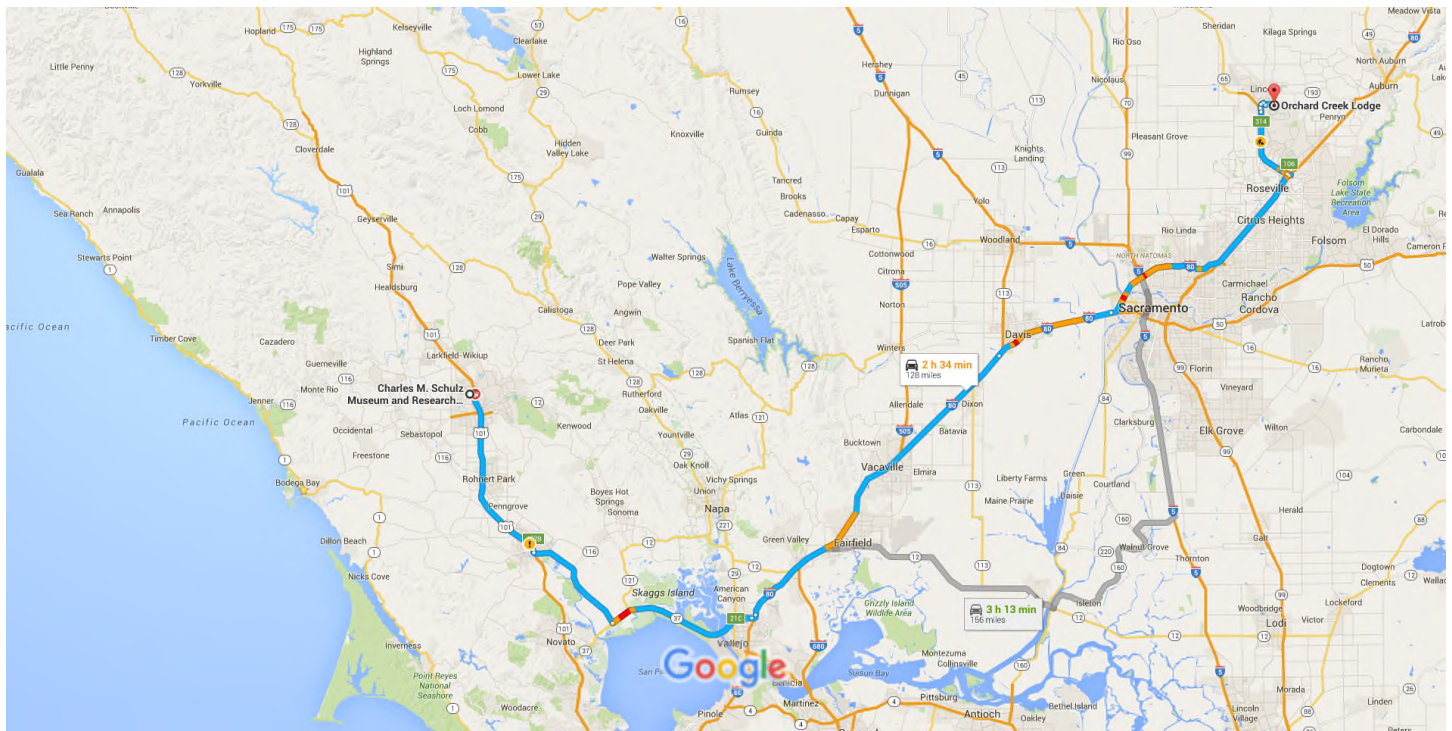 Hopland
Kelseyville
Clearlake
Highland
Springs
Lower Lake
Little Penny
Yorkville
Loch Lomond
Cobb
Hidden
Valley Lake
Cloverdale
Knoxville
Rumsey
Guinda
Tancred
Brooks
Cadenasso
Capay
Esparto
Hershey
Dunnigan
Rio Oso
Nicolaus
Sheridan
Kilaga Springs
Meadow Vista
North Auburn
Auburn
Orchard Creek Lodge
Penryn
Pleasant Grove
Knights
Landing
Roseville
Folsom
Lake State
Recreation
Area
Citrus Heights
Rio Linda
Folsom
El Dorado
Hills
Cameron P
Gualala
Sea Ranch
Annapolis
Stewarts Point
Geyserville
Simi
Healdsburg
Walter Springs
Lake Berryessa
Pope Valley
Angwin
Calistoga
Deer Park
St Helena
Spanish Flat
Yolo
Woodland
Cottonwood
Citrona
Norton
Winters
NORTH NATOMAS
Carmichael
Rancho
Cordova
Sacramento
Davis
Latrob
acific Ocean
Timber Cove
Cazadero
Guerneville
Monte Rio
Jenner
Larkfield-Wikiup
Charles M. Schulz
Museum and Research...
Rutherford
Oakville
Atlas
Yountville
Kenwood
2 h 34 min
128 miles
Allendale
Dixon
Batavia
Florin
Vineyard
Rancho
Murieta
Pacific Ocean
Occidental
Sebastopol
Freestone
Bodega Bay
Rohnert Park
Penngrove
Boyes Hot
Springs
Sonoma
Oak Knoll
Union
Vichy Springs
Napa
Bucktown
Vacaville
Elmira
Clarksburg
Elk Grove
Wilton
Carbondale
Liberty Farms
Maine Prairie
Green
Daisie
Courtland
Herald
Galt
Dillon Beach
Nicks Cove
Green Valley
Fairfield
Walnut Grove
Thornton
Dogtown
Clements
Wallac
Skaggs Island
American
Canyon
Grizzly Island
Wildlife Area
3 h 13 min
156 miles
Isleton
Woodbridge
Lodi
Lockeford
Victor
Inverness
Novato
Vallejo
Google
Suisun Bay
Montezuma
Collinsville
Point Reyes
National
Seashore
Woodacre
Benicia
Martinez
Pinole
Pittsburg
Antioch
Oakley
Bethel Island
Lincoln
Village
Morada
Linden
Peters